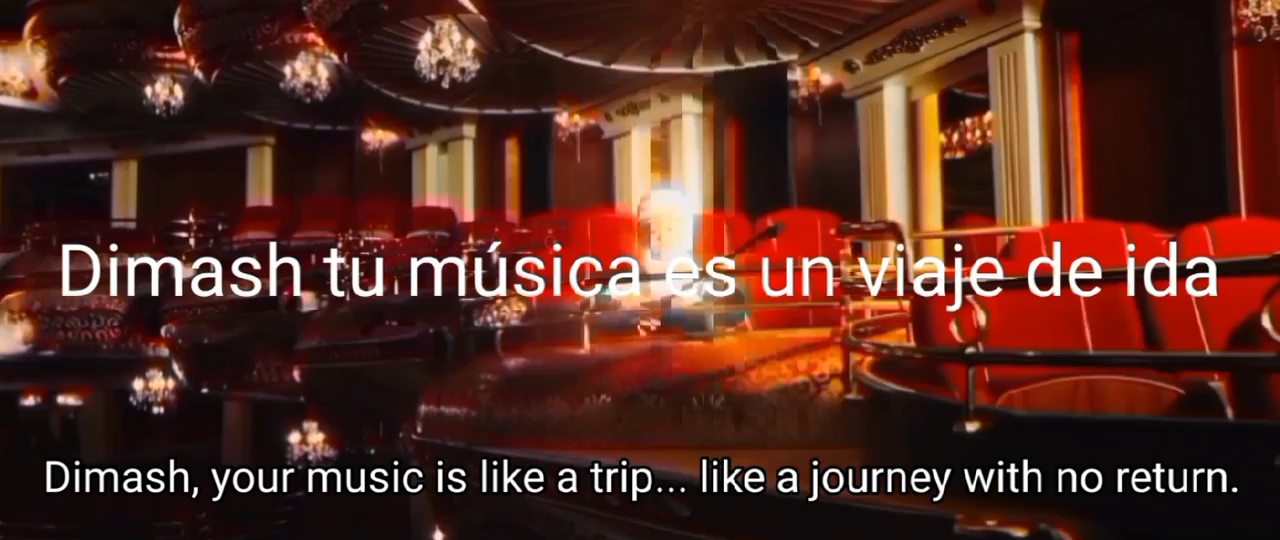 Dimash tu música es un viaje de ida
Dimash, your music is like a trip... like a journey with no return.